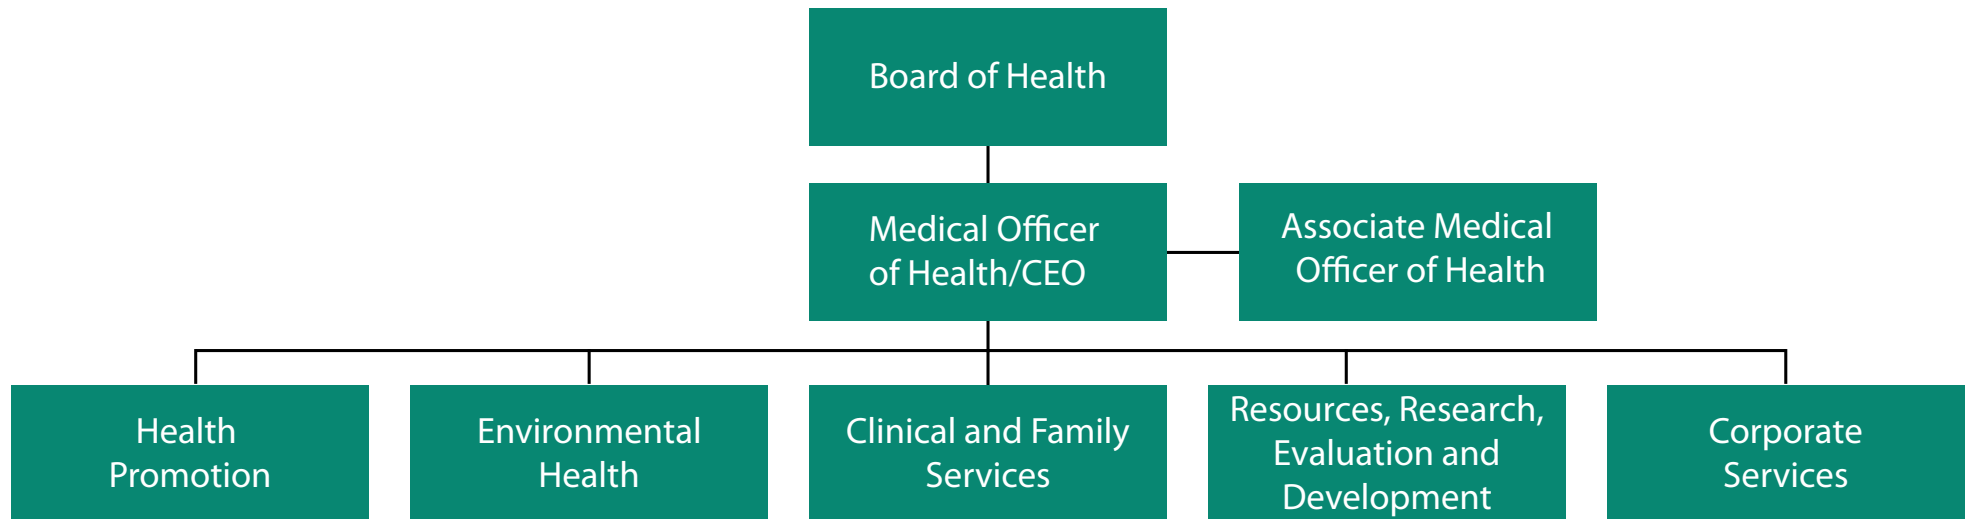 Board of Health
Medical Officer
of Health/CEO
Associate Medical
Officer of Health
Health
Promotion
Environmental
Health
Clinical and Family
Services
Resources, Research,
Evaluation and
Development
Corporate
Services